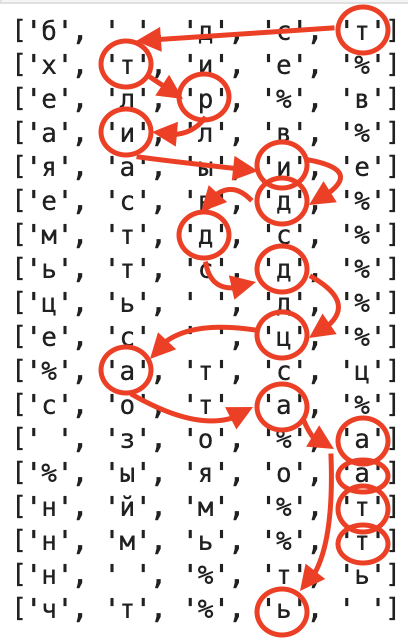 ['б', ' ', 'д', 'с', 'т']
['х', 'т', 'и', 'е', '%']
['е', 'л', 'р', '%', 'в']
['а', 'и', 'л', 'в', '%']
['я', 'а', 'ы', 'и', 'е']
['е', 'с', 'в', 'д', '%']
['м', 'т', 'д', 'с', '%']
['ь', 'т', 'с', 'д', '%']
['ц', 'ь', ' ', 'л', '%']
['е', 'с', ' ', 'ц', '%']
['%', 'а', 'т', 'с', 'ц']
['с', 'о', 'т', 'а', '%']
[' ', 'з', 'о', '%', 'а']
['%', 'ы', 'я', 'о', 'а']
['н', 'й', 'м', '%', 'т']
['н', 'м', 'ь', '%', 'т']
['н', ' ', '%', 'т', 'ь']
['ч', 'т', '%', 'ь', ' ']